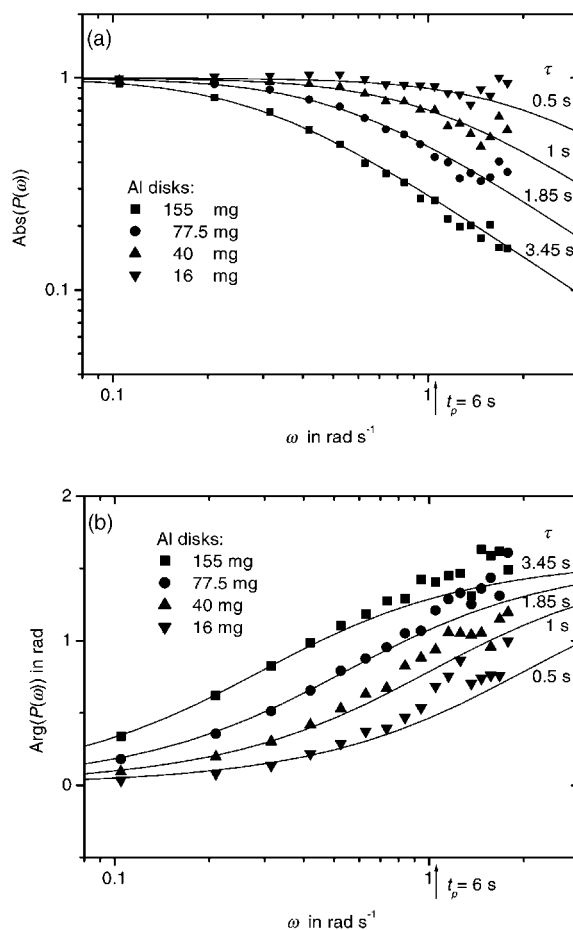 (a)
τ
1
0.5 s
1 s
1.85 s
3.45 s
Al disks:
155 mg
77.5 mg
40 mg
16 mg
Abs(P(ω))
0.1
0.1
1
t_p = 6 s
ω in rad s⁻¹
(b)
τ
2
Al disks:
155 mg
77.5 mg
40 mg
16 mg
3.45 s
1.85 s
1 s
0.5 s
1
Arg(P(ω)) in rad
0
0.1
1
t_p = 6 s
ω in rad s⁻¹